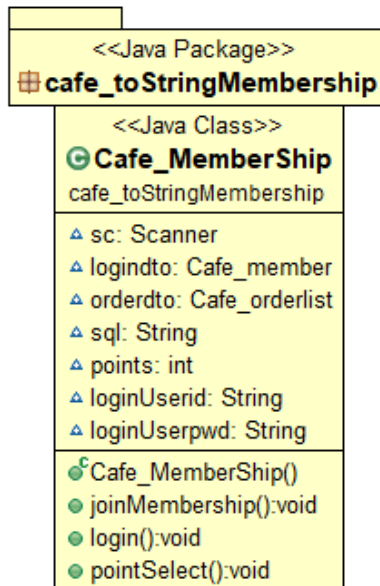 <<Java Package>>
cafe_toStringMembership
<<Java Class>>
Cafe_MemberShip
cafe_toStringMembership
sc: Scanner
logindto: Cafe_member
orderdto: Cafe_orderlist
sql: String
points: int
loginUserid: String
loginUserpwd: String
Cafe_MemberShip()
joinMembership():void
login():void
pointSelect():void